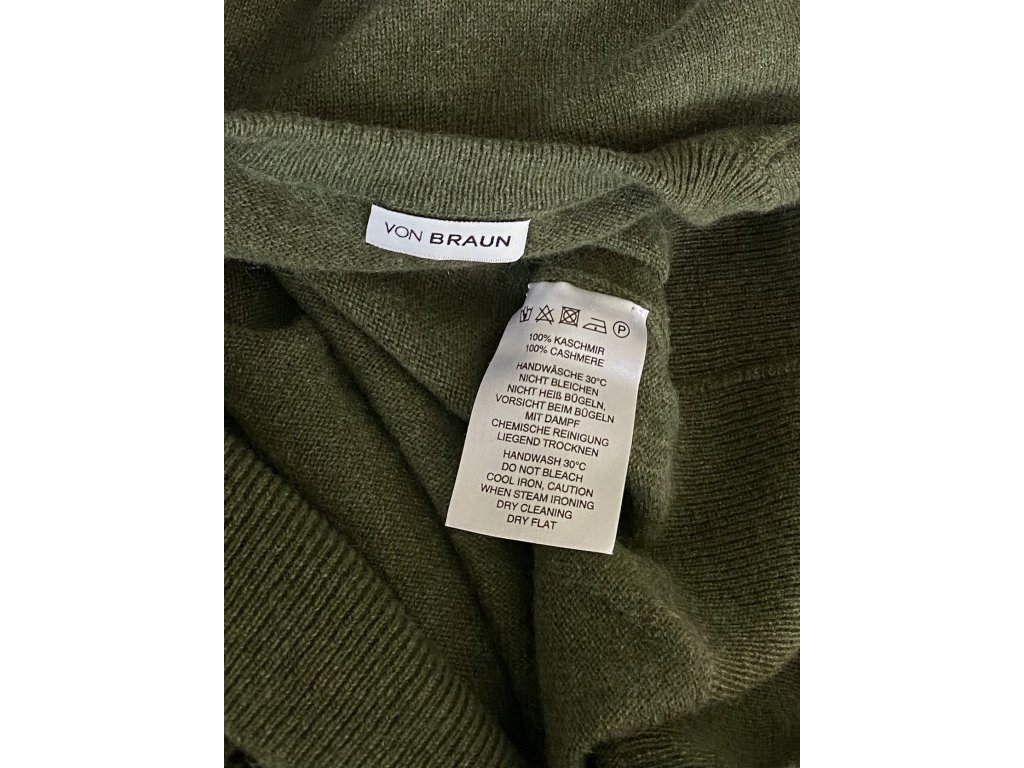 VON BRAUN
P
100% KASCHMIR
100% CASHMERE
HANDWÄSCHE 30°C
NICHT BLEICHEN
NICHT HEIß BÜGELN,
VORSICHT BEIM BÜGELN
MIT DAMPF
CHEMISCHE REINIGUNG
LIEGEND TROCKNEN
HANDWASH 30°C
DO NOT BLEACH
COOL IRON, CAUTION
WHEN STEAM IRONING
DRY CLEANING
DRY FLAT